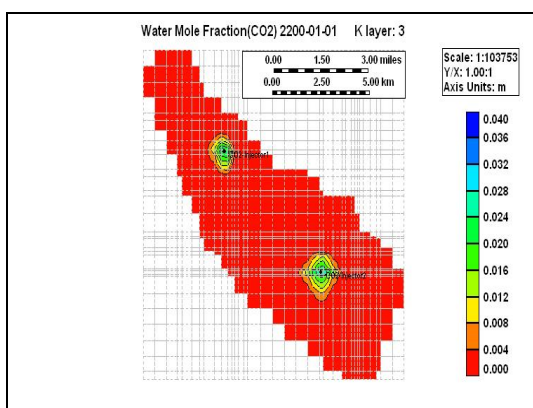 Water Mole Fraction(CO2) 2200-01-01 K layer: 3
0.00 1.50 3.00 miles
0.00 2.50 5.00 km
Scale: 1:103753
Y/X: 1.00:1
Axis Units: m
0.040
0.036
0.032
0.028
0.024
0.020
0.016
0.012
0.008
0.004
0.000